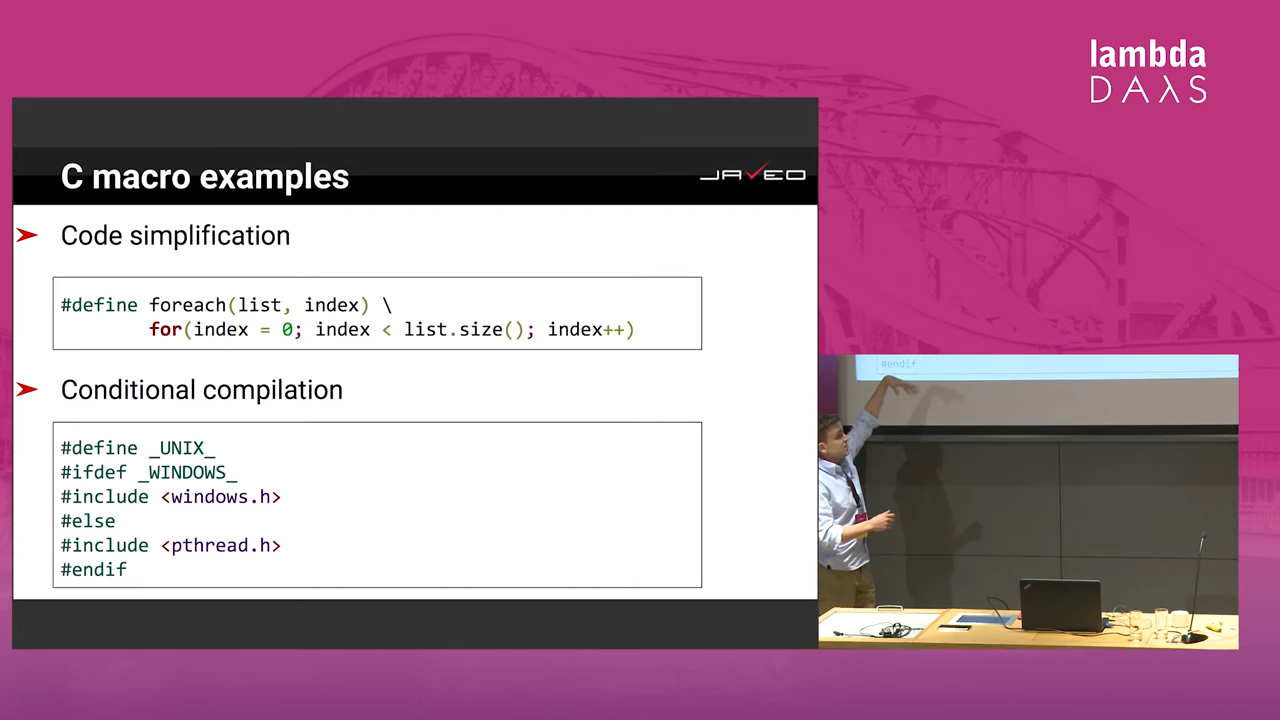 lambda
DAλS
C macro examples
JAVEO
Code simplification
#define foreach(list, index) \
for(index = 0; index < list.size(); index++)
Conditional compilation
#define _UNIX_
#ifdef _WINDOWS_
#include <windows.h>
#else
#include <pthread.h>
#endif
#endif